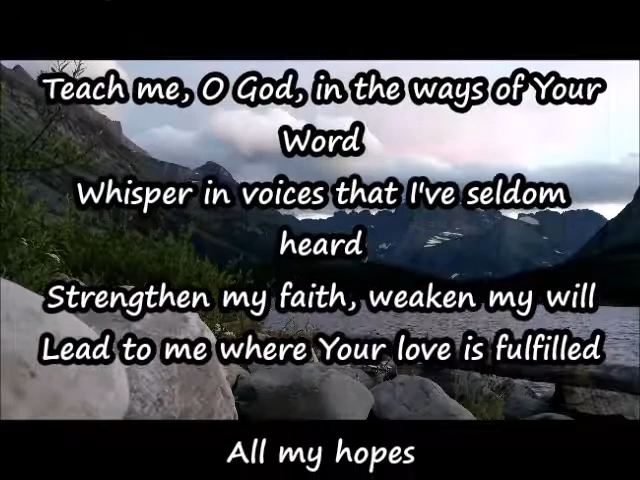 Teach me, O God, in the ways of Your
Word
Whisper in voices that I've seldom
heard
Strengthen my faith, weaken my will
Lead to me where Your love is fulfilled
All my hopes